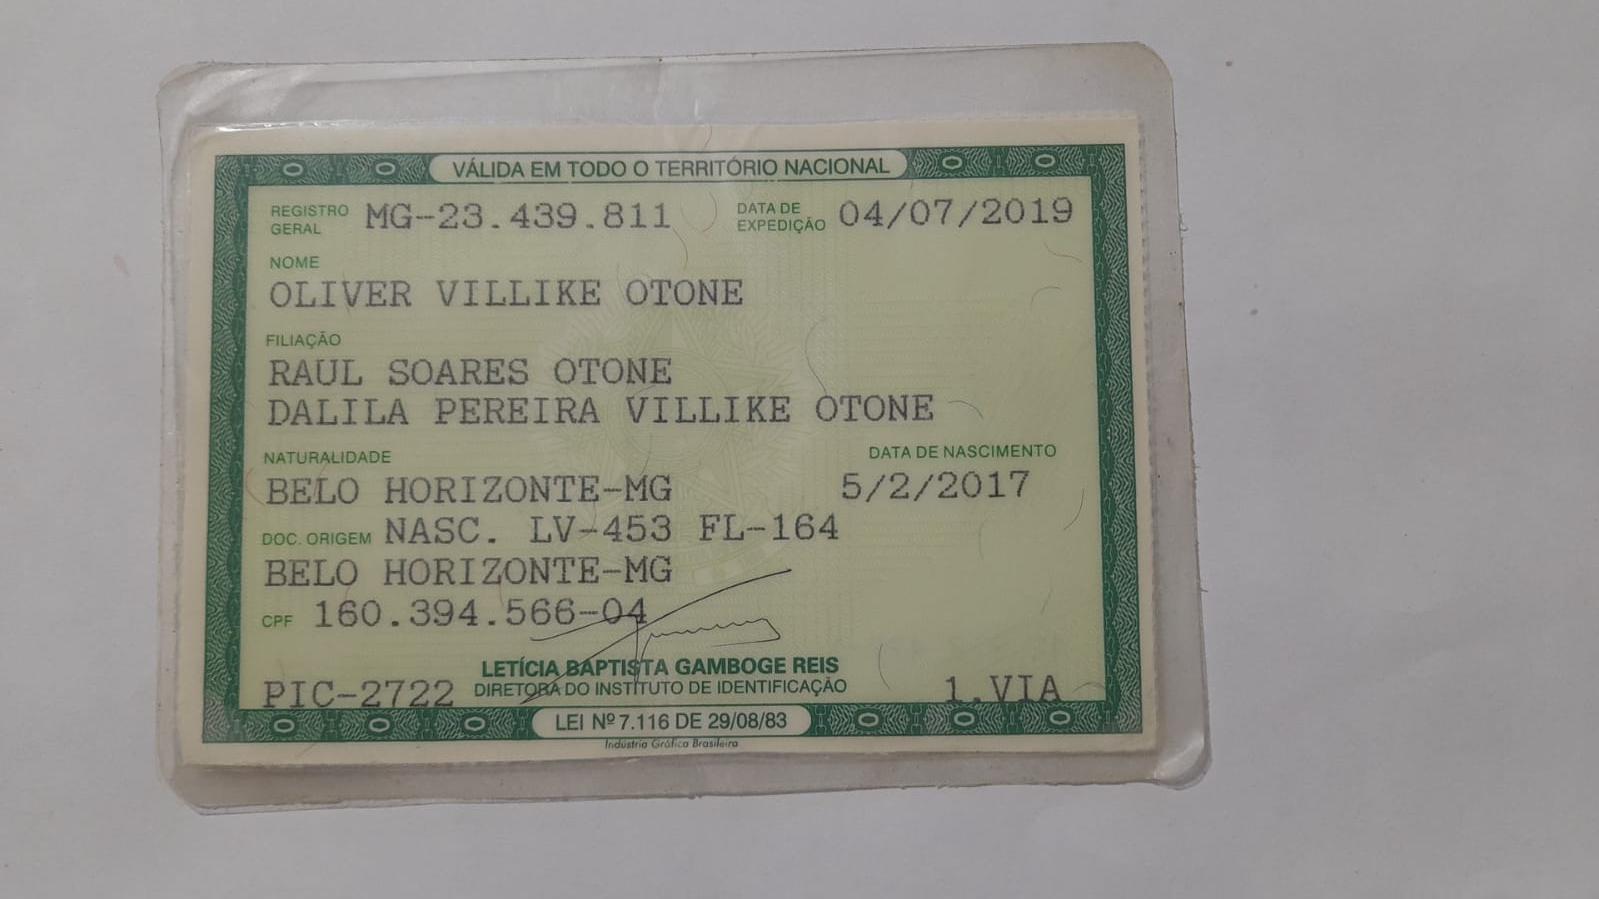 VÁLIDA EM TODO O TERRITÓRIO NACIONAL
REGISTRO GERAL MG-23.439.811 DATA DE EXPEDIÇÃO 04/07/2019
NOME
OLIVER VILLIKE OTONE
FILIAÇÃO
RAUL SOARES OTONE
DALILA PEREIRA VILLIKE OTONE
NATURALIDADE DATA DE NASCIMENTO
BELO HORIZONTE-MG 5/2/2017
DOC. ORIGEM NASC. LV-453 FL-164
BELO HORIZONTE-MG
CPF 160.394.566-04
LETÍCIA BAPTISTA GAMBOGE REIS
PIC-2722 DIRETORA DO INSTITUTO DE IDENTIFICAÇÃO 1.VIA
LEI Nº 7.116 DE 29/08/83
Indústria Gráfica Brasileira